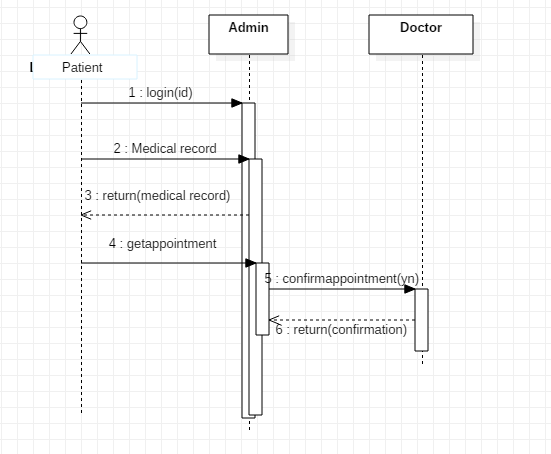 Admin
Doctor
Patient
1 : login(id)
2 : Medical record
3 : return(medical record)
4 : getappointment
5 : confirmappointment(yn)
6 : return(confirmation)